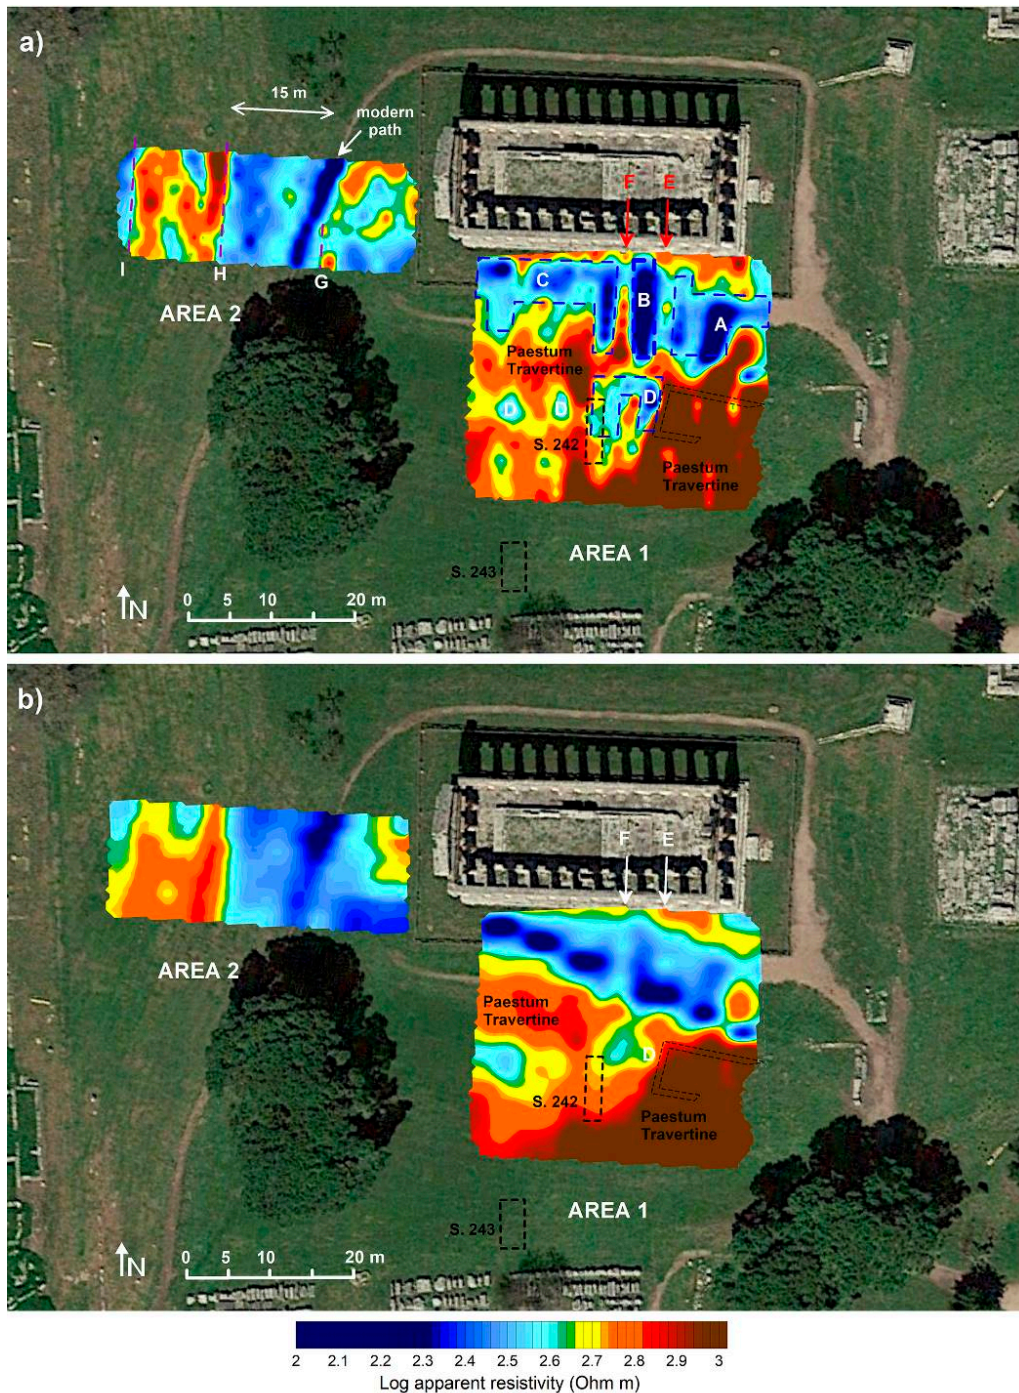 a)
15 m
modern
path
F E
I H G
AREA 2
C B A
Paestum
Travertine
D D D
S. 242
Paestum
Travertine
AREA 1
S. 243
N
0 5 10 20 m
b)
F E
AREA 2
Paestum
Travertine
D
S. 242
Paestum
Travertine
AREA 1
S. 243
N
0 5 10 20 m
2 2.1 2.2 2.3 2.4 2.5 2.6 2.7 2.8 2.9 3
Log apparent resistivity (Ohm m)